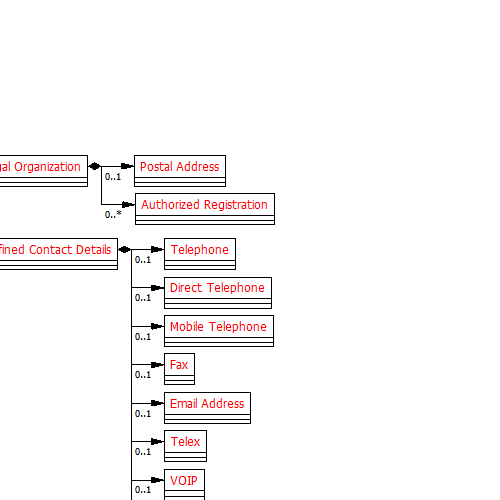 gal Organization
Postal Address
0..1
Authorized Registration
0..*
fined Contact Details
Telephone
0..1
Direct Telephone
0..1
Mobile Telephone
0..1
Fax
0..1
Email Address
0..1
Telex
0..1
VOIP
0..1